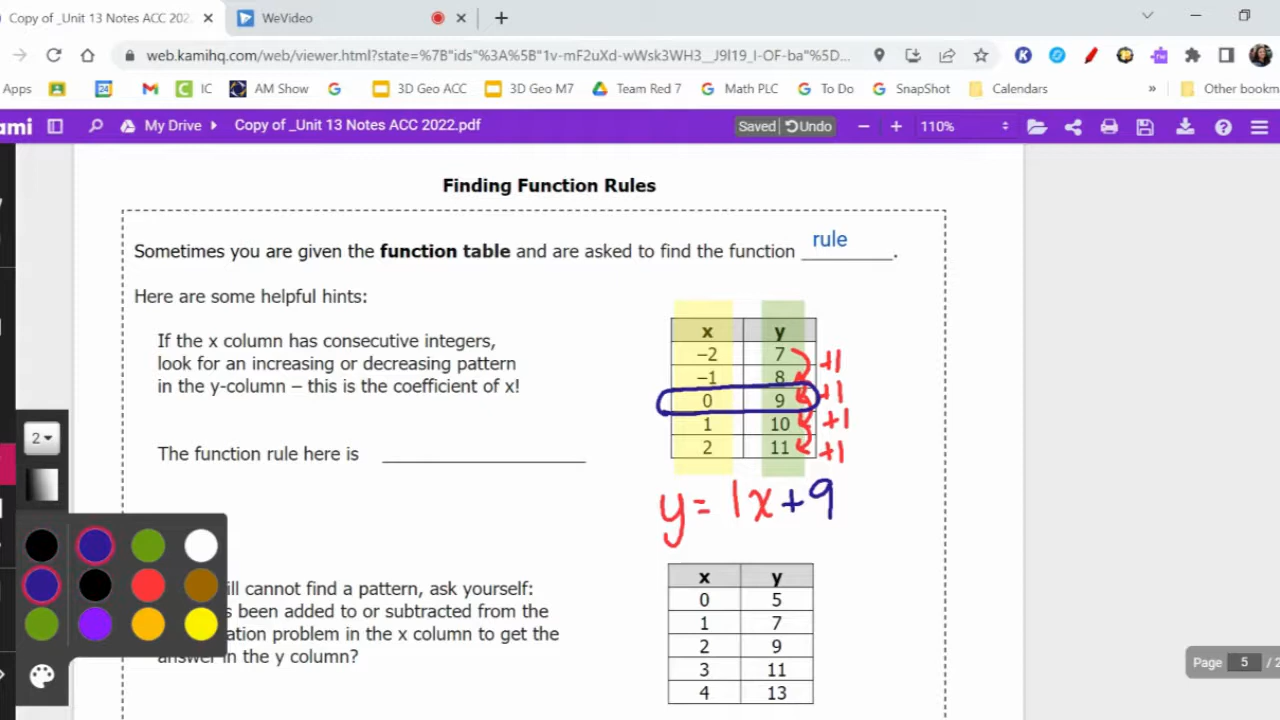 Copy of _Unit 13 Notes ACC 202
WeVideo
web.kamihq.com/web/viewer.html?state=%7B"ids"%3A%5B"1v-mF2uXd-wWsk3WH3__J9I19_I-OF-ba"%5D...
Apps
IC
AM Show
3D Geo ACC
3D Geo M7
Team Red 7
Math PLC
To Do
SnapShot
Calendars
»
Other bookm
ami
My Drive
Copy of _Unit 13 Notes ACC 2022.pdf
Saved
Undo
110%
Finding Function Rules
Sometimes you are given the function table and are asked to find the function rule.
Here are some helpful hints:
If the x column has consecutive integers,
look for an increasing or decreasing pattern
in the y-column – this is the coefficient of x!
The function rule here is ____________
x y
–2 7
+1
–1 8
+1
0 9
+1
1 10
+1
2 11
y = 1x + 9
ill cannot find a pattern, ask yourself:
s been added to or subtracted from the
ation problem in the x column to get the
answer in the y column?
x y
0 5
1 7
2 9
3 11
4 13
2
Page 5 / 2